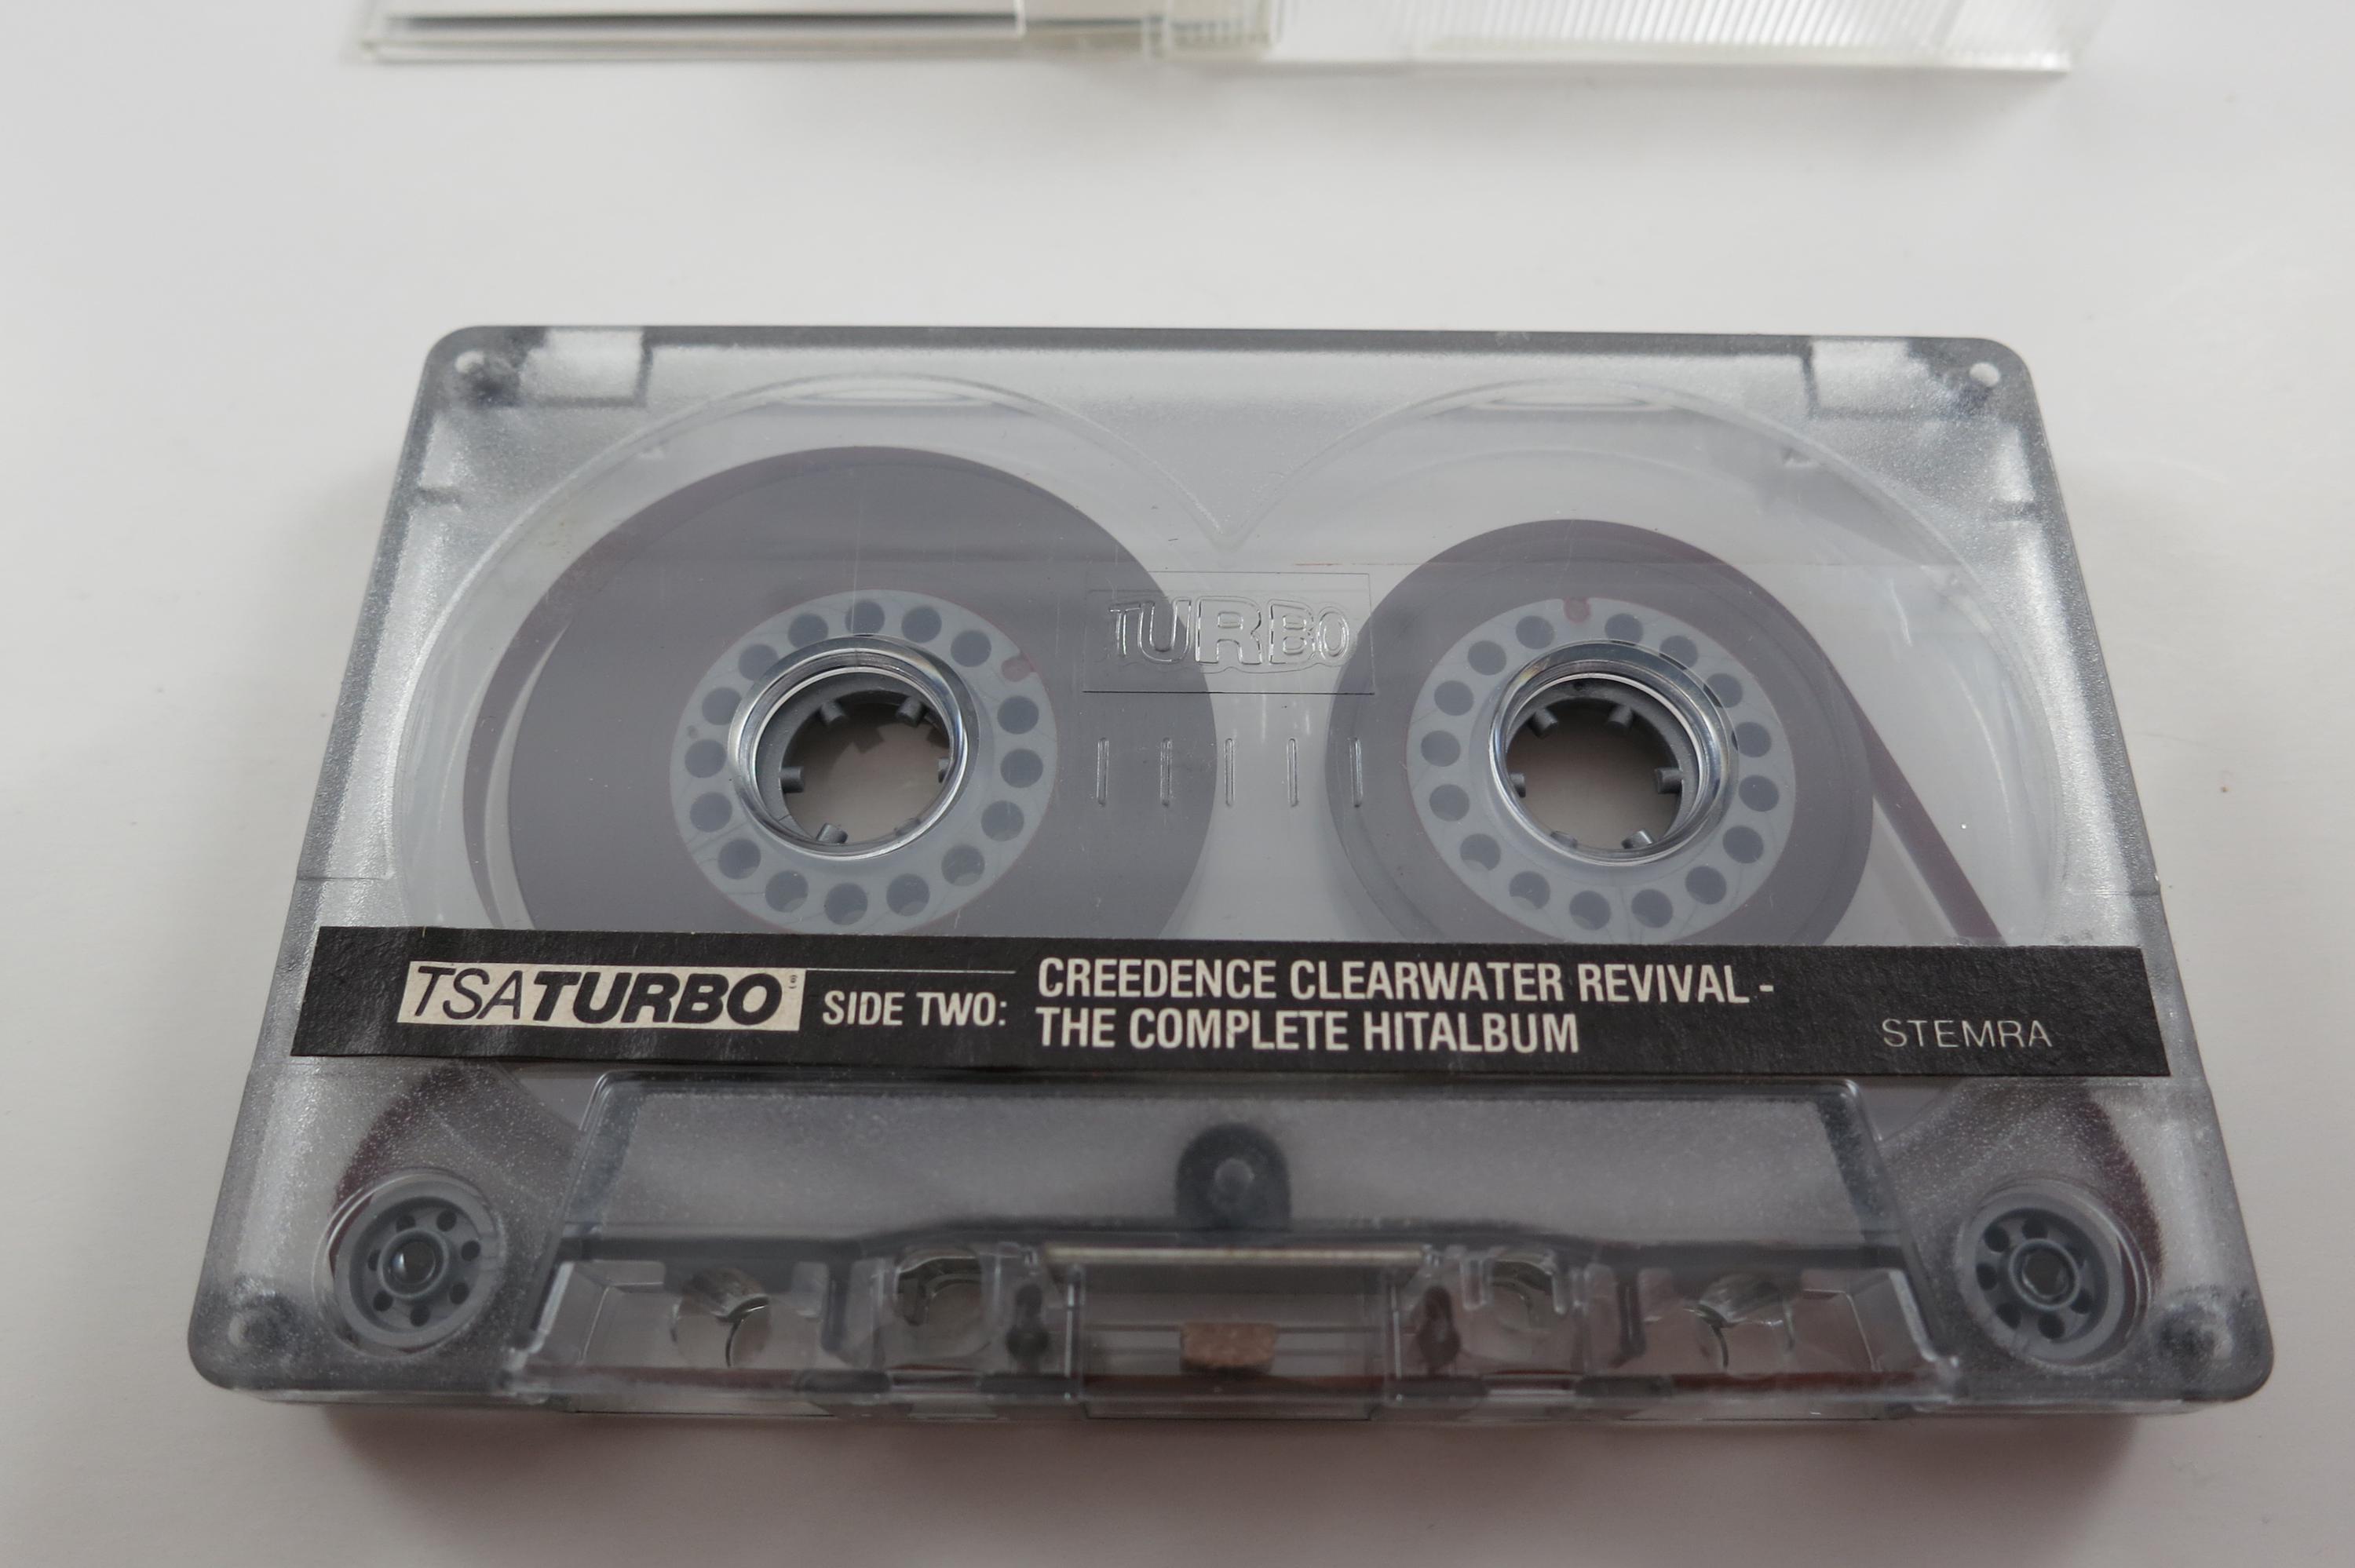 TURBO
TSATURBO
SIDE TWO:
CREEDENCE CLEARWATER REVIVAL -
THE COMPLETE HITALBUM
STEMRA